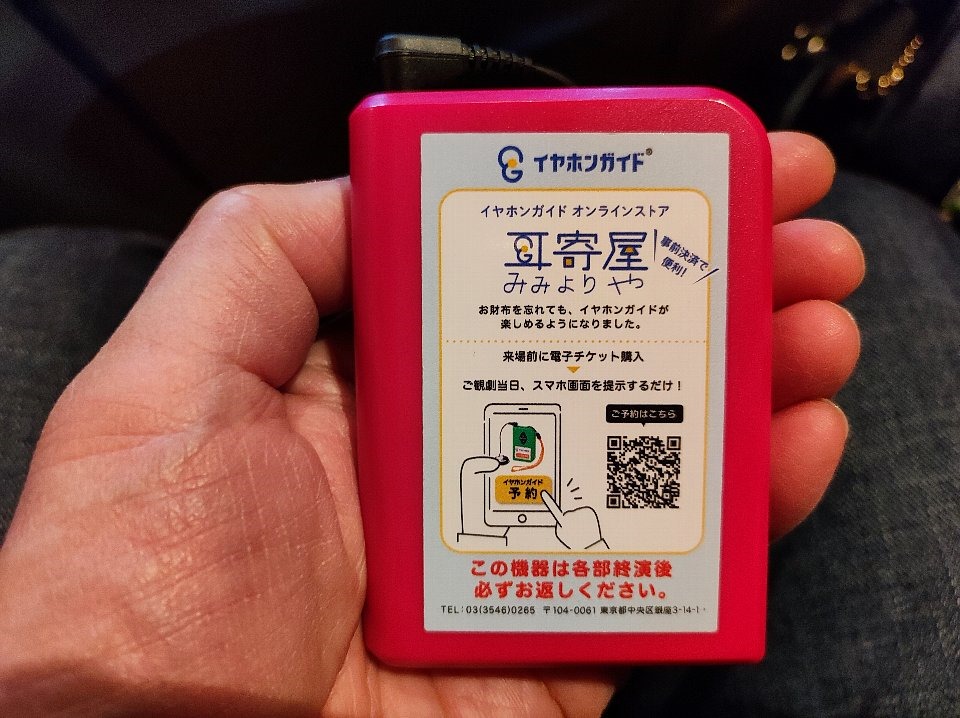 イヤホンガイド®
イヤホンガイド オンラインストア
耳寄屋
みみよりや
事前決済で
便利!
お財布を忘れても、イヤホンガイドが
楽しめるようになりました。
来場前に電子チケット購入
ご観劇当日、スマホ画面を提示するだけ!
ご予約はこちら
イヤホンガイド
予約
この機器は各部終演後
必ずお返しください。
TEL:03(3546)0265 〒104-0061 東京都中央区銀座3-14-1